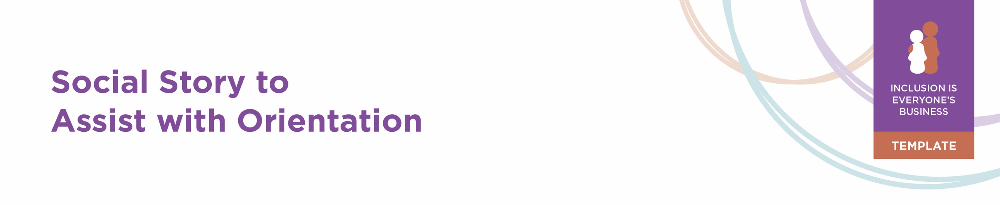 Social Story to
Assist with Orientation
INCLUSION IS
EVERYONE’S
BUSINESS
TEMPLATE